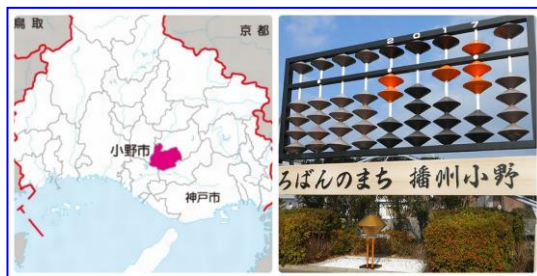 鳥取
京都
小野市
神戸市
2017
ろばんのまち 播州小野